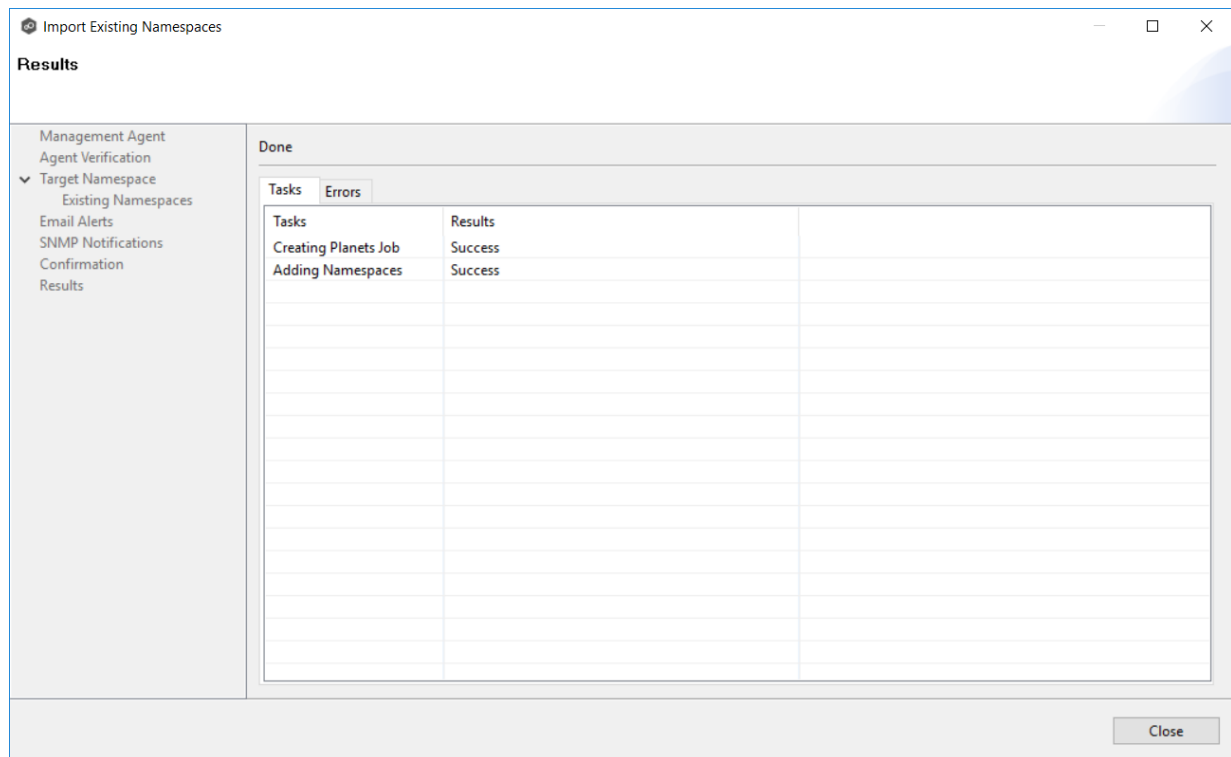 Import Existing Namespaces
Results
Management Agent
Agent Verification
Target Namespace
Existing Namespaces
Email Alerts
SNMP Notifications
Confirmation
Results
Done
Tasks Errors
Tasks Results
Creating Planets Job Success
Adding Namespaces Success
Close